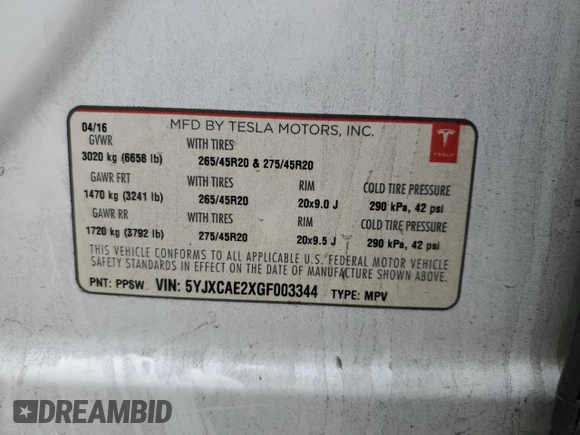 04/16 MFD BY TESLA MOTORS, INC.
GVWR WITH TIRES
3020 kg (6658 lb) 265/45R20 & 275/45R20
TESLA
GAWR FRT WITH TIRES RIM COLD TIRE PRESSURE
1470 kg (3241 lb) 265/45R20 20x9.0 J 290 kPa, 42 psi
GAWR RR WITH TIRES RIM COLD TIRE PRESSURE
1720 kg (3792 lb) 275/45R20 20x9.5 J 290 kPa, 42 psi
THIS VEHICLE CONFORMS TO ALL APPLICABLE U.S. FEDERAL MOTOR VEHICLE
SAFETY STANDARDS IN EFFECT ON THE DATE OF MANUFACTURE SHOWN ABOVE.
PNT: PPSW VIN: 5YJXCAE2XGF003344 TYPE: MPV
DREAMBID